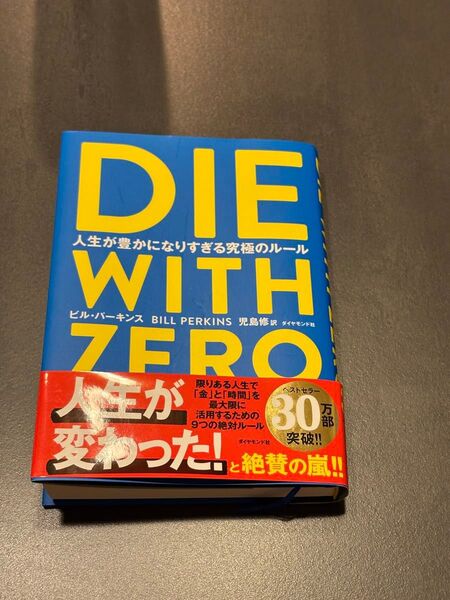 DIE
人生が豊かになりすぎる究極のルール
WITH
ビル・パーキンス BILL PERKINS 児島修 訳 ダイヤモンド社
ZERO
人生が
変わった!
と絶賛の嵐!!
限りある人生で
「金」と「時間」を
最大限に
活用するための
9つの絶対ルール
ベストセラー
30万部
突破!!
ダイヤモンド社